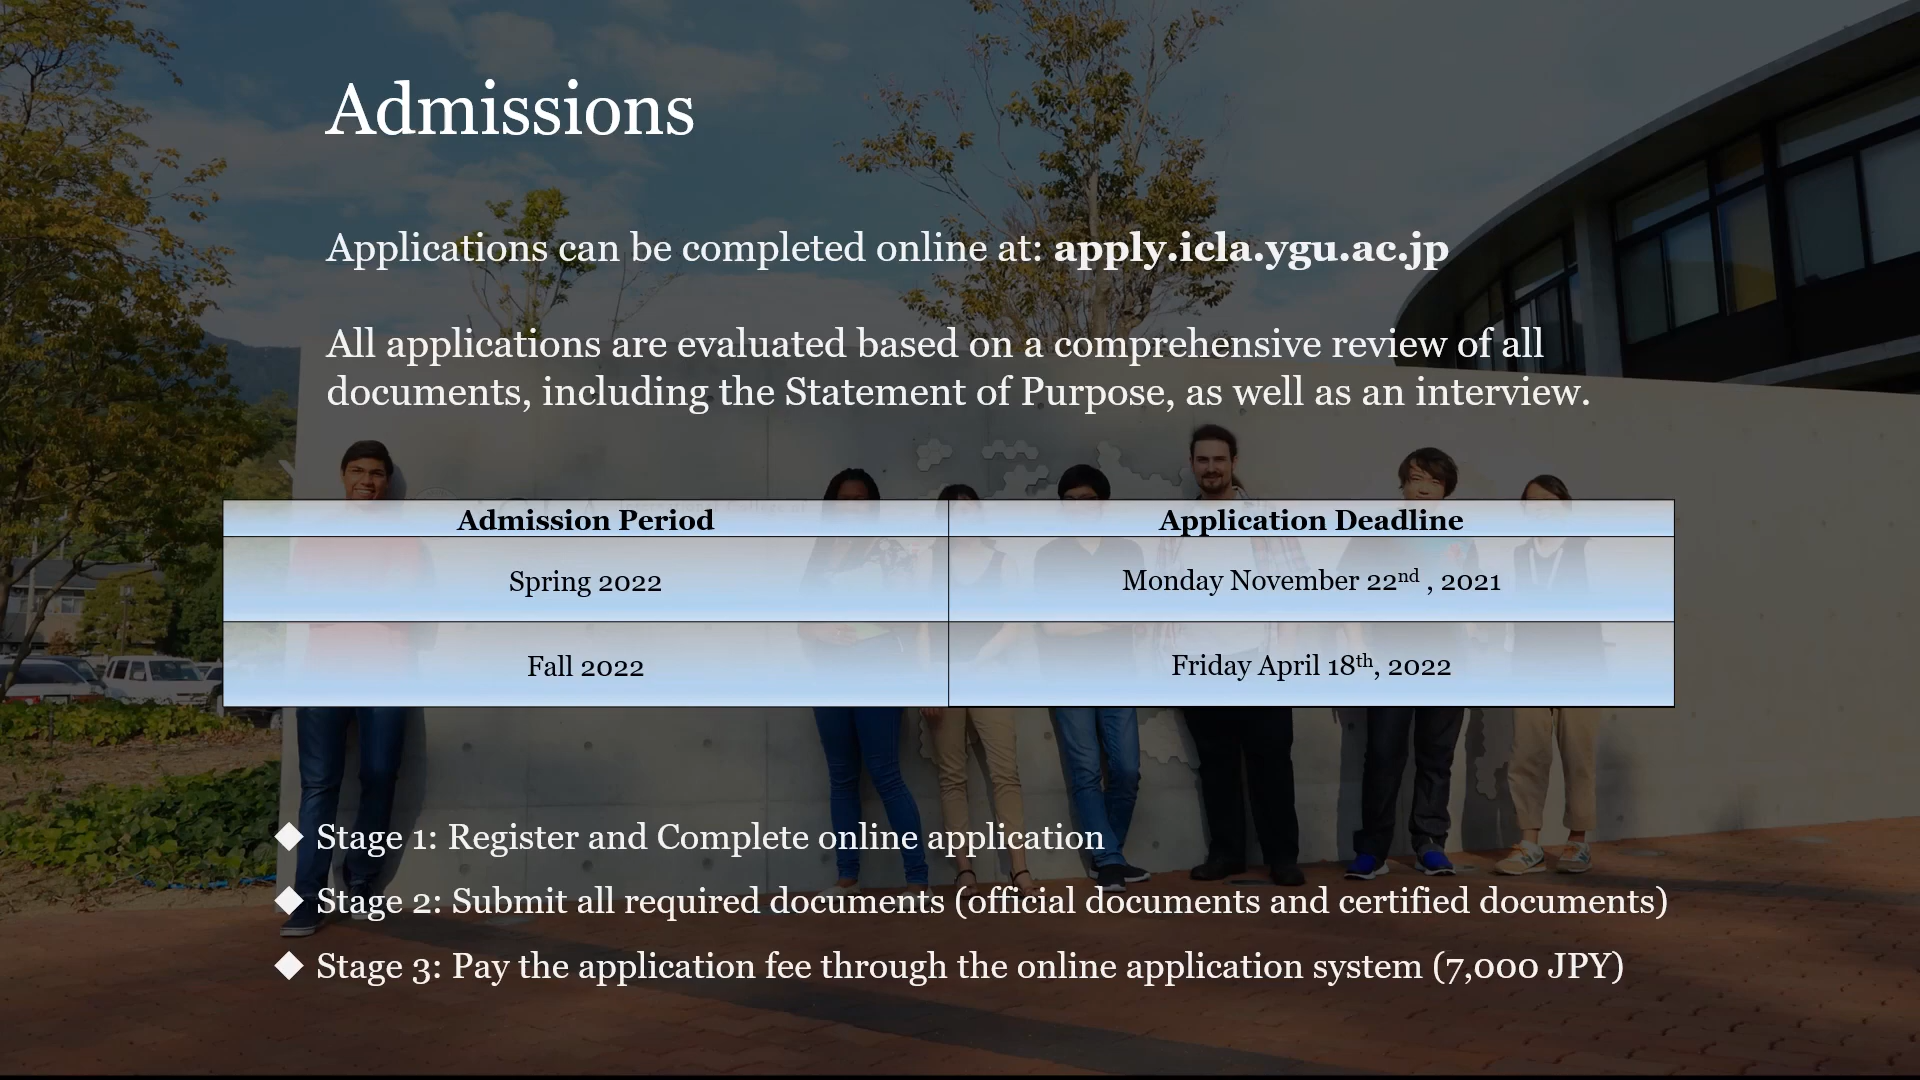 Admissions
Applications can be completed online at: apply.icla.ygu.ac.jp
All applications are evaluated based on a comprehensive review of all
documents, including the Statement of Purpose, as well as an interview.
Admission Period
Application Deadline
Spring 2022
Monday November 22nd , 2021
Fall 2022
Friday April 18th, 2022
◆ Stage 1: Register and Complete online application
◆ Stage 2: Submit all required documents (official documents and certified documents)
◆ Stage 3: Pay the application fee through the online application system (7,000 JPY)